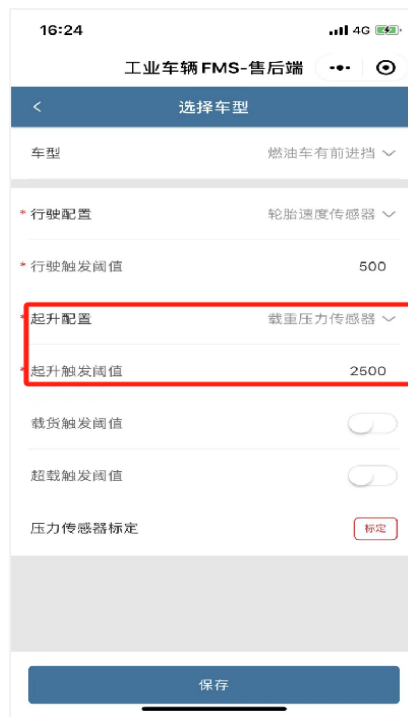 16:24 4G
工业车辆FMS-售后端
选择车型
车型 燃油车有前进挡
* 行驶配置 轮胎速度传感器
* 行驶触发阈值 500
* 起升配置 载重压力传感器
* 起升触发阈值 2500
载货触发阈值
超载触发阈值
压力传感器标定 标定
保存